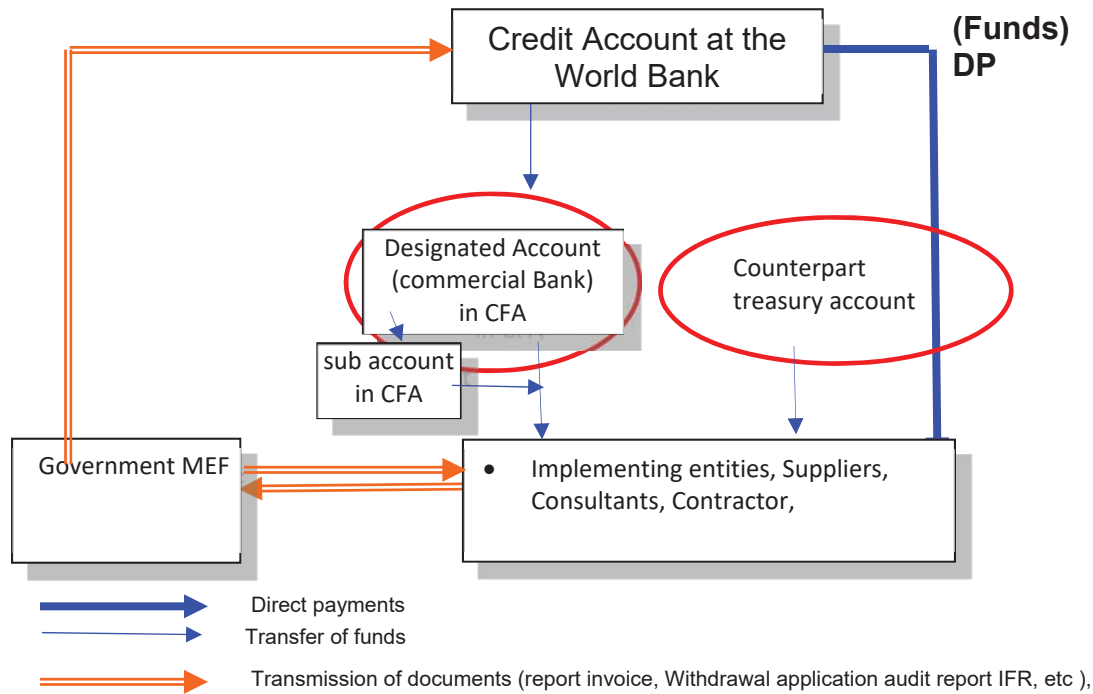 Credit Account at the
World Bank
(Funds)
DP
Designated Account
(commercial Bank)
in CFA
Counterpart
treasury account
sub account
in CFA
Government MEF
• Implementing entities, Suppliers,
Consultants, Contractor,
Direct payments
Transfer of funds
Transmission of documents (report invoice, Withdrawal application audit report IFR, etc ),